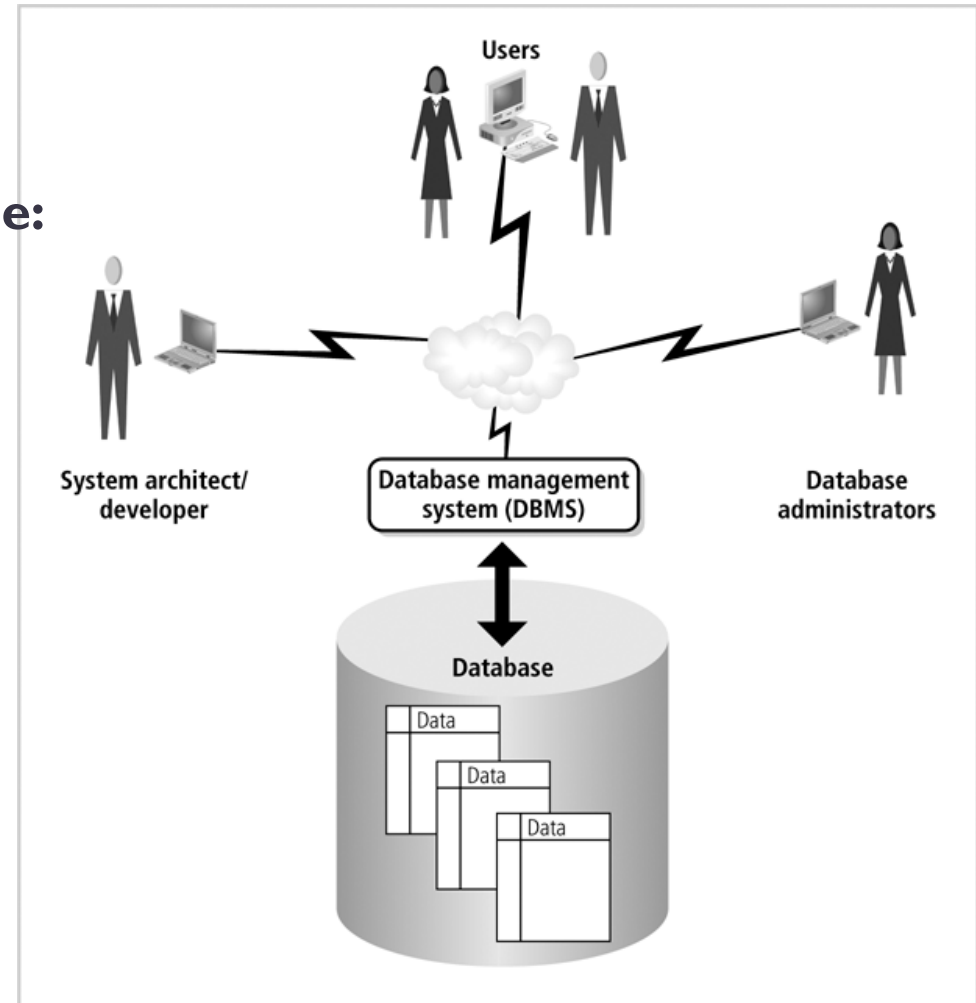 Users
e:
System architect/
developer
Database management
system (DBMS)
Database
administrators
Database
Data
Data
Data